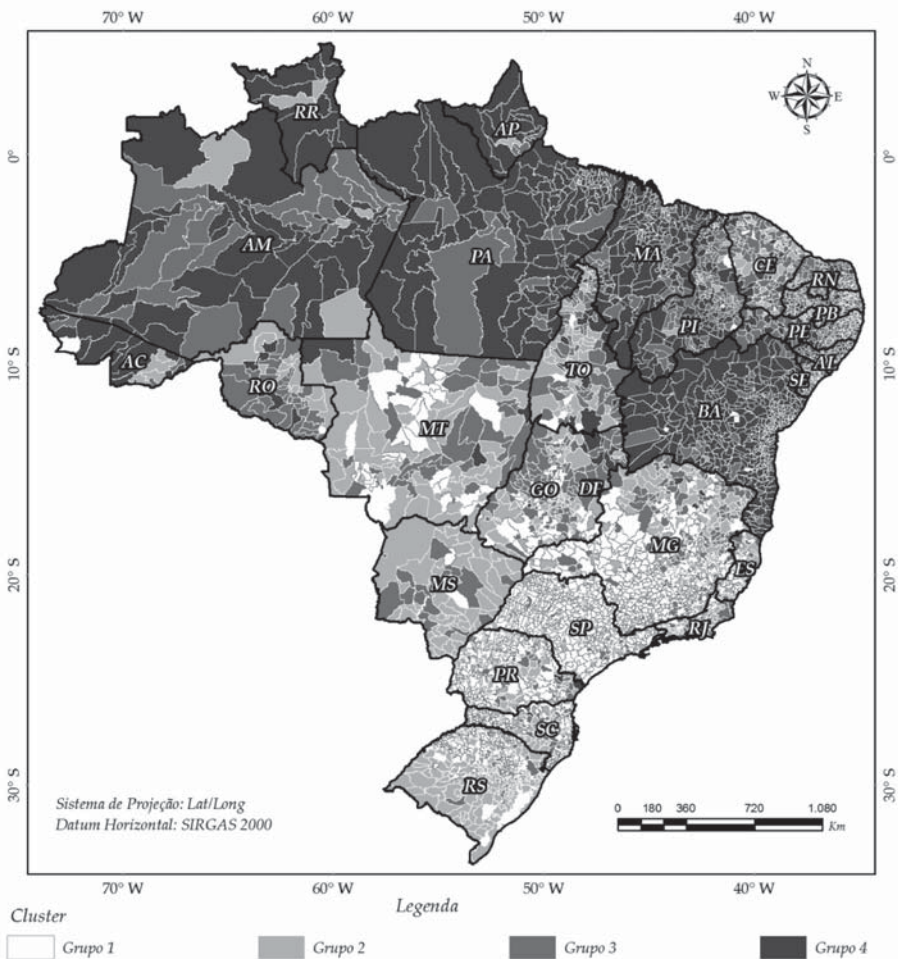 70° W 60° W 50° W 40° W
N
W E
S
RR
AP
0° 0°
AM
PA
MA
CE
RN
PB
PI
PE
AC
AL
10° S 10° S
SE
RO
TO
BA
MT
GO
DF
MG
ES
20° S 20° S
MS
SP
RJ
PR
SC
RS
30° S 30° S
Sistema de Projeção: Lat/Long
Datum Horizontal: SIRGAS 2000
0 180 360 720 1.080
Km
70° W 60° W 50° W 40° W
Legenda
Cluster
Grupo 1 Grupo 2 Grupo 3 Grupo 4